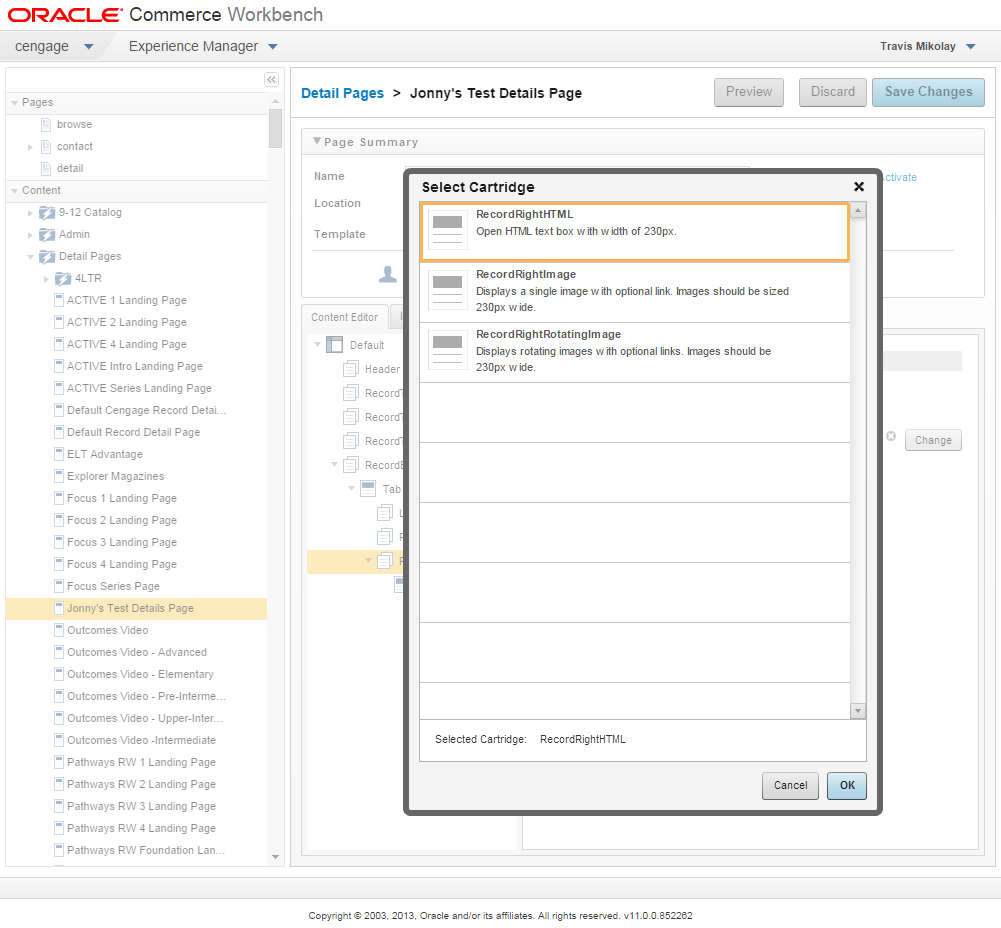 ORACLE Commerce Workbench
cengage Experience Manager Travis Mikolay
Pages
browse
contact
detail
Content
9-12 Catalog
Admin
Detail Pages
4LTR
ACTIVE 1 Landing Page
ACTIVE 2 Landing Page
ACTIVE 4 Landing Page
ACTIVE Intro Landing Page
ACTIVE Series Landing Page
Default Cengage Record Detai...
Default Record Detail Page
ELT Advantage
Explorer Magazines
Focus 1 Landing Page
Focus 2 Landing Page
Focus 3 Landing Page
Focus 4 Landing Page
Focus Series Page
Jonny's Test Details Page
Outcomes Video
Outcomes Video - Advanced
Outcomes Video - Elementary
Outcomes Video - Pre-Interme...
Outcomes Video - Upper-Inter...
Outcomes Video -Intermediate
Pathways RW 1 Landing Page
Pathways RW 2 Landing Page
Pathways RW 3 Landing Page
Pathways RW 4 Landing Page
Pathways RW Foundation Lan...
Detail Pages > Jonny's Test Details Page
Preview Discard Save Changes
Page Summary
Name
Location
Template
Content Editor
Default
Header
Tab
Change
Select Cartridge
RecordRightHTML
Open HTML text box with width of 230px.
RecordRightImage
Displays a single image with optional link. Images should be sized
230px wide.
RecordRightRotatingImage
Displays rotating images with optional links. Images should be
230px wide.
Selected Cartridge: RecordRightHTML
Cancel OK
Copyright © 2003, 2013, Oracle and/or its affiliates. All rights reserved. v11.0.0.852262